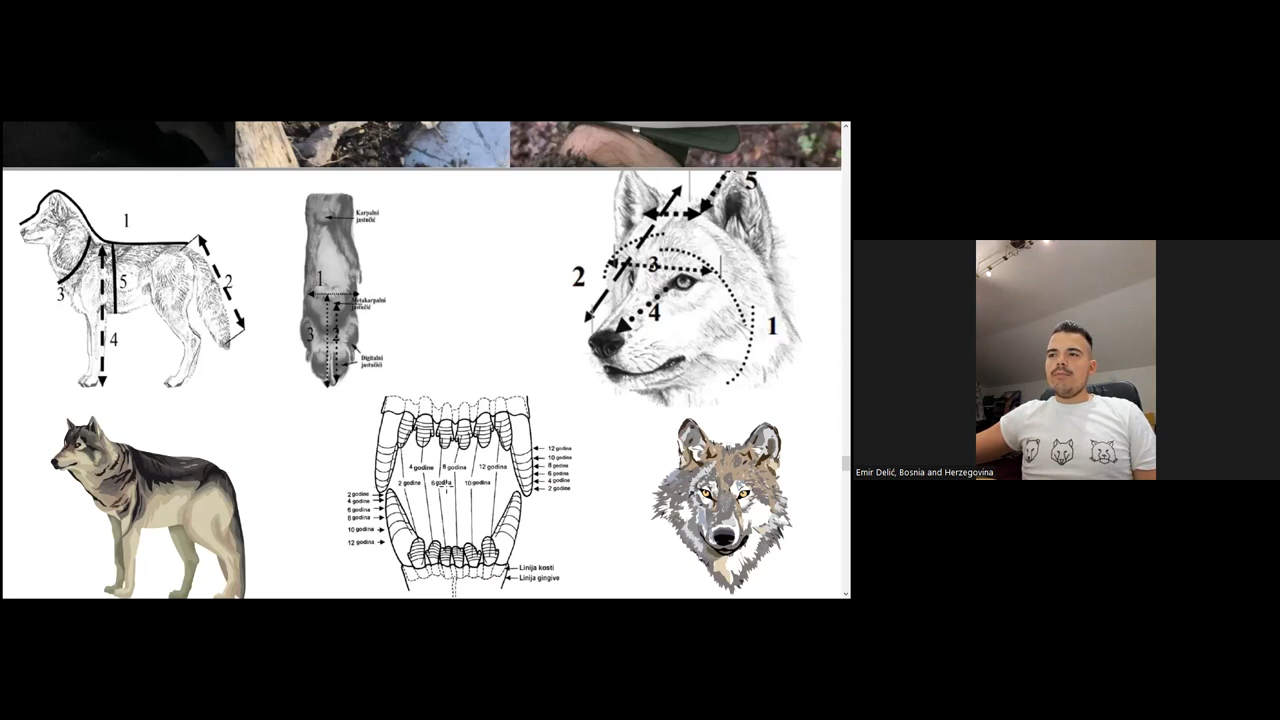 1
2
3
5
4
Karpalni
jastučić
1
Metakarpalni
jastučić
3
2
Digitalni
jastučići
5
2
3
4
1
12 godina
10 godina
8 godina
6 godina
4 godina
2 godine
4 godine 8 godina 12 godina
2 godine 6 godina 10 godina
2 godine
4 godine
6 godina
8 godina
10 godina
12 godina
Linija kosti
Linija gingive
Emir Delić, Bosnia and Herzegovina